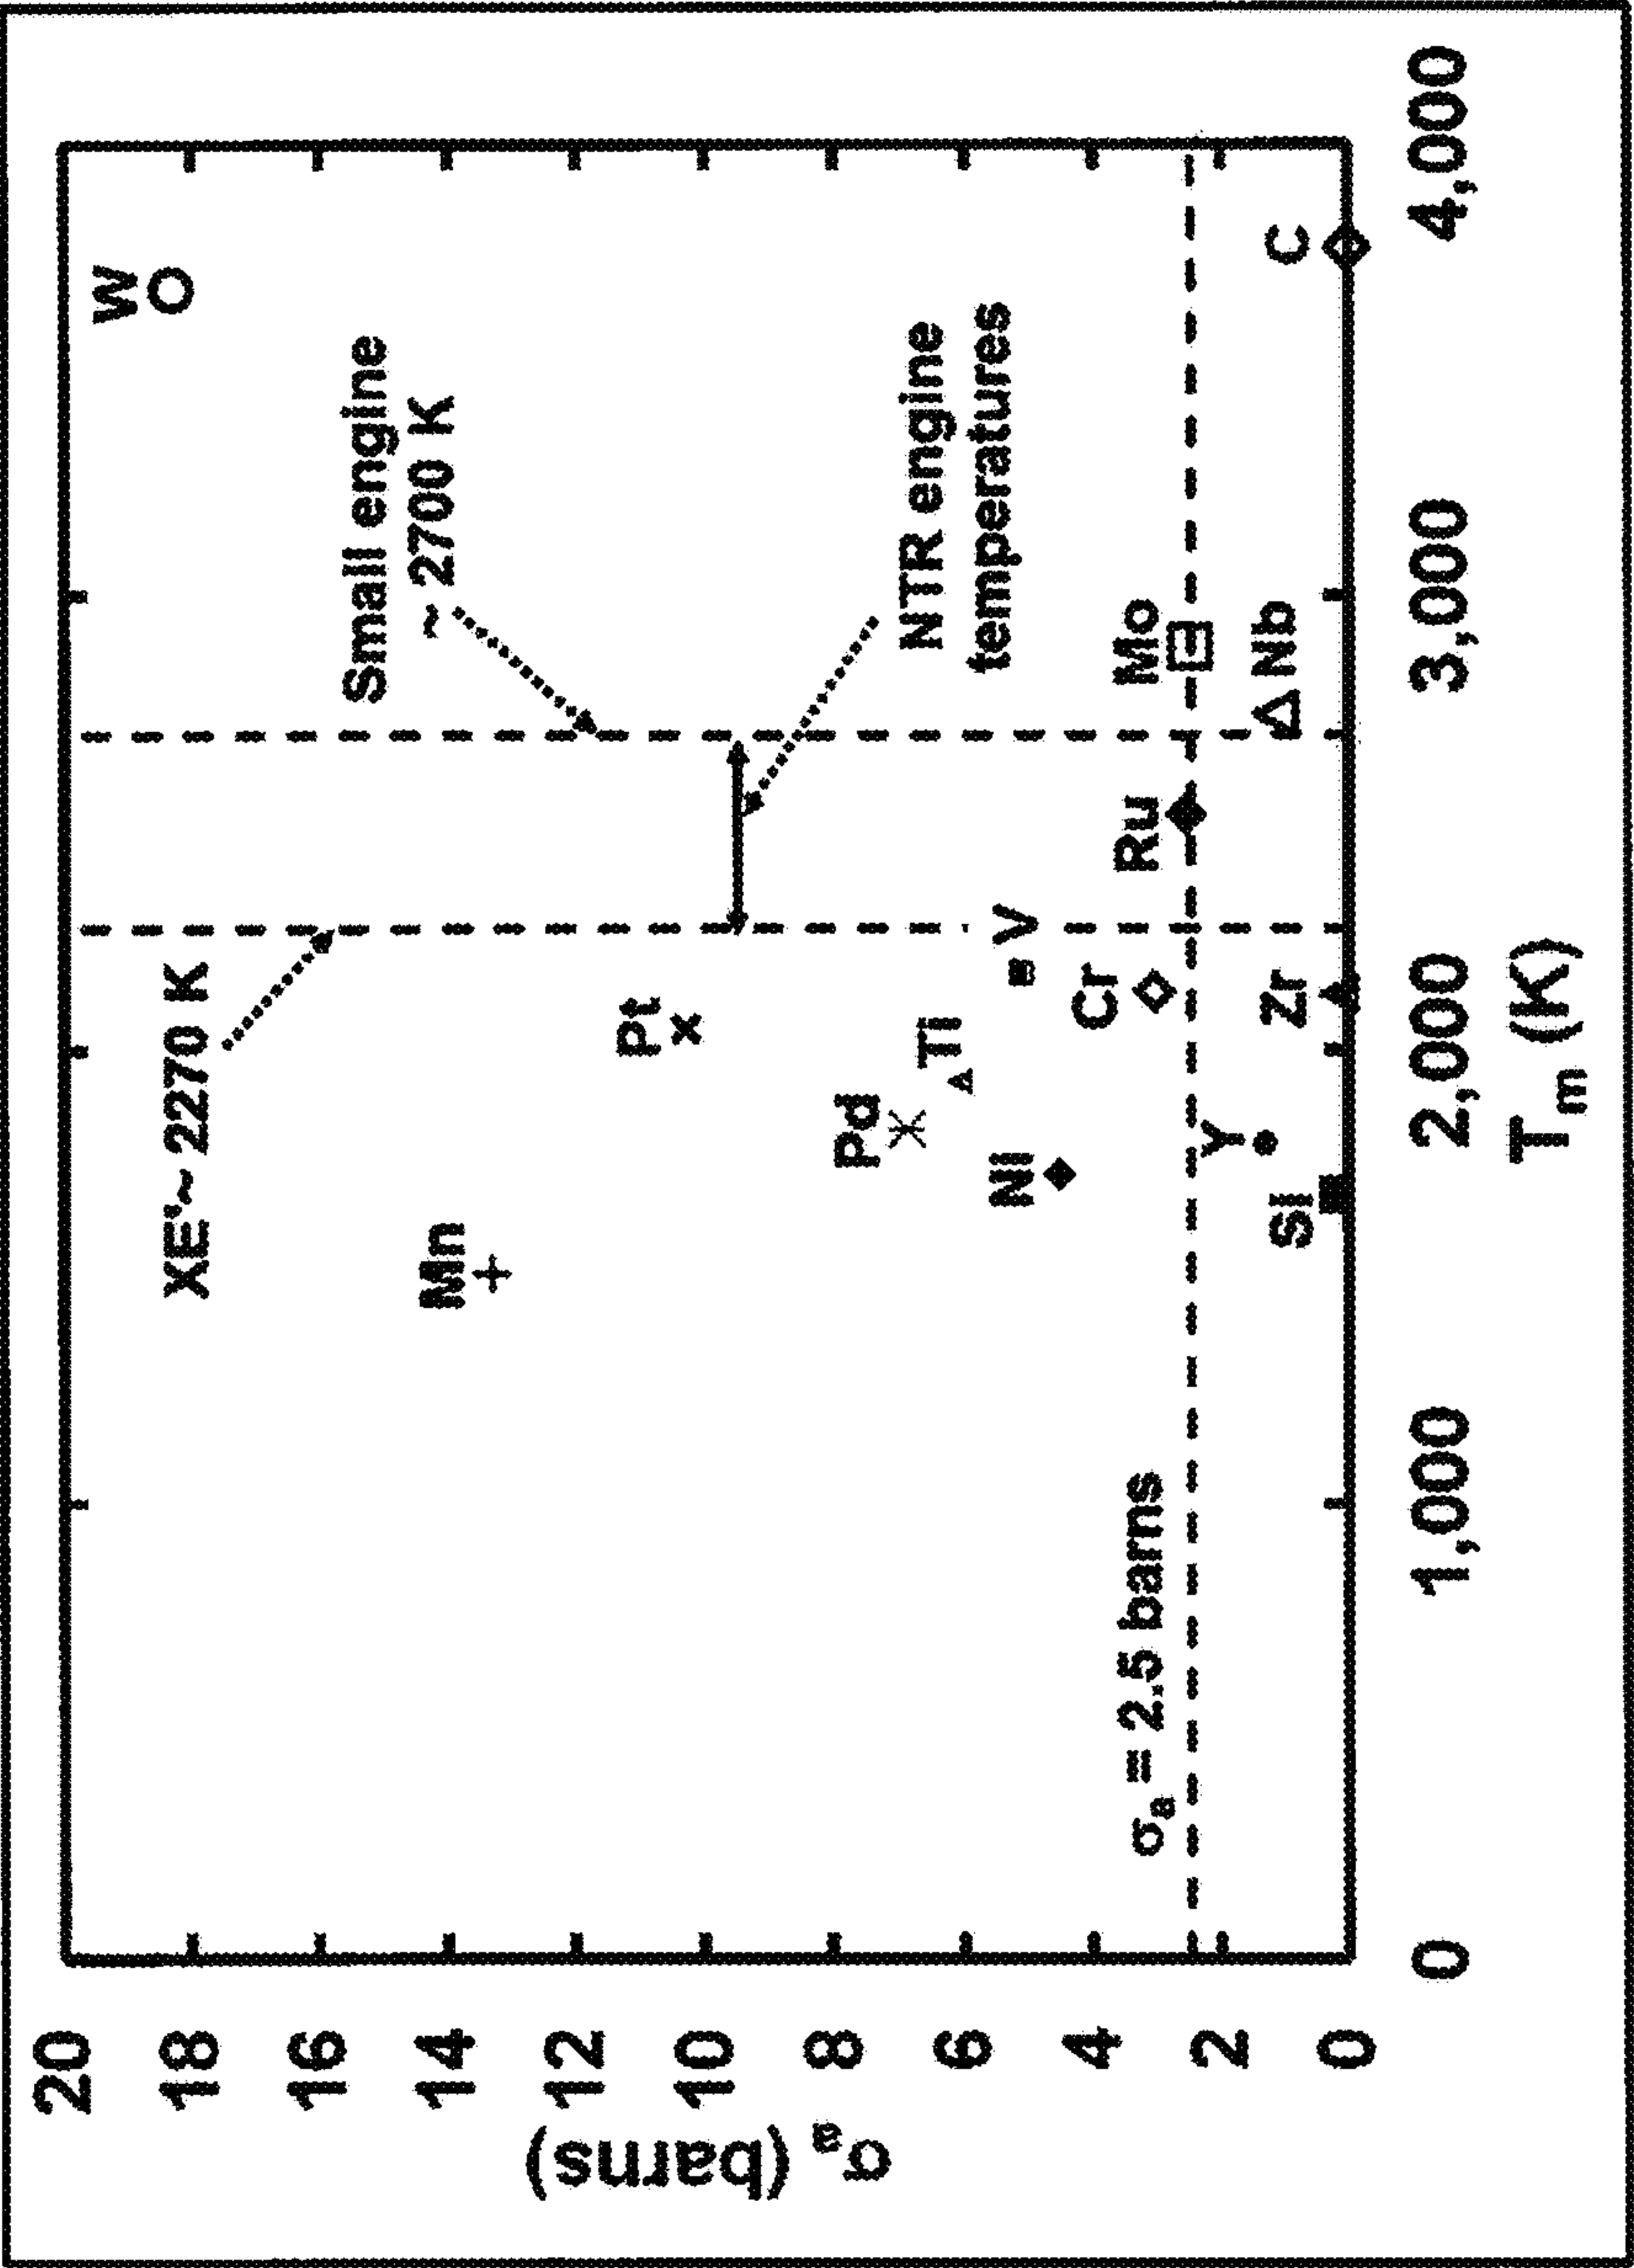 20
18
16
14
12
10
8
6
4
2
0
σa (barns)
W
Small engine
~ 2700 K
XE'~ 2270 K
NTR engine
temperatures
Mn
Pt
Pd
Ti
Ni
V
Cr
Ru
Mo
Nb
Y
Si
Zr
C
σa = 2.5 barns
0
1,000
2,000
3,000
4,000
Tm (K)